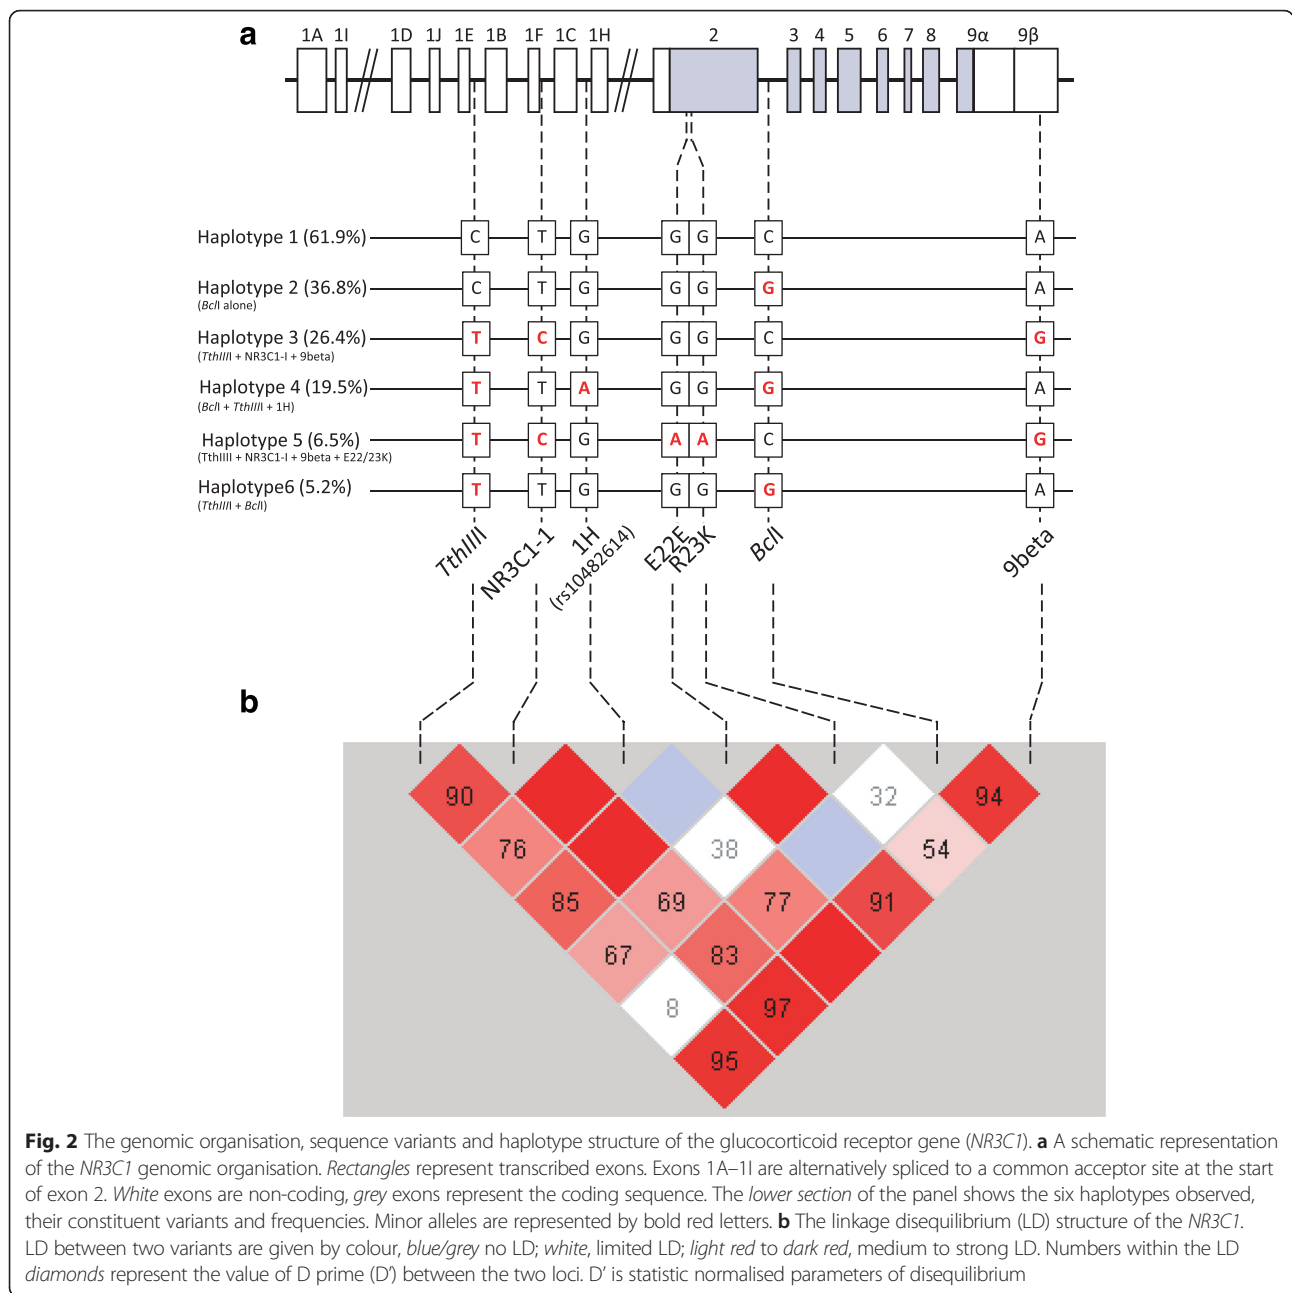 a
1A 1I 1D 1J 1E 1B 1F 1C 1H 2 3 4 5 6 7 8 9α 9β
Haplotype 1 (61.9%) C T G G G C A
Haplotype 2 (36.8%) C T G G G G A
(BclI alone)
Haplotype 3 (26.4%) T C G G G C G
(TthIIII + NR3C1-I + 9beta)
Haplotype 4 (19.5%) T T A G G G A
(BclI + TthIIII + 1H)
Haplotype 5 (6.5%) T C G A A C G
(TthIIII + NR3C1-I + 9beta + E22/23K)
Haplotype6 (5.2%) T T G G G G A
(TthIIII + BclI)
TthIIII NR3C1-1 1H E22E R23K BclI 9beta
(rs10482614)
b
90 32 94
76 38 54
85 69 77 91
67 83
8 97
95
Fig. 2 The genomic organisation, sequence variants and haplotype structure of the glucocorticoid receptor gene (NR3C1). a A schematic representation
of the NR3C1 genomic organisation. Rectangles represent transcribed exons. Exons 1A–1I are alternatively spliced to a common acceptor site at the start
of exon 2. White exons are non-coding, grey exons represent the coding sequence. The lower section of the panel shows the six haplotypes observed,
their constituent variants and frequencies. Minor alleles are represented by bold red letters. b The linkage disequilibrium (LD) structure of the NR3C1.
LD between two variants are given by colour, blue/grey no LD; white, limited LD; light red to dark red, medium to strong LD. Numbers within the LD
diamonds represent the value of D prime (D′) between the two loci. D′ is statistic normalised parameters of disequilibrium